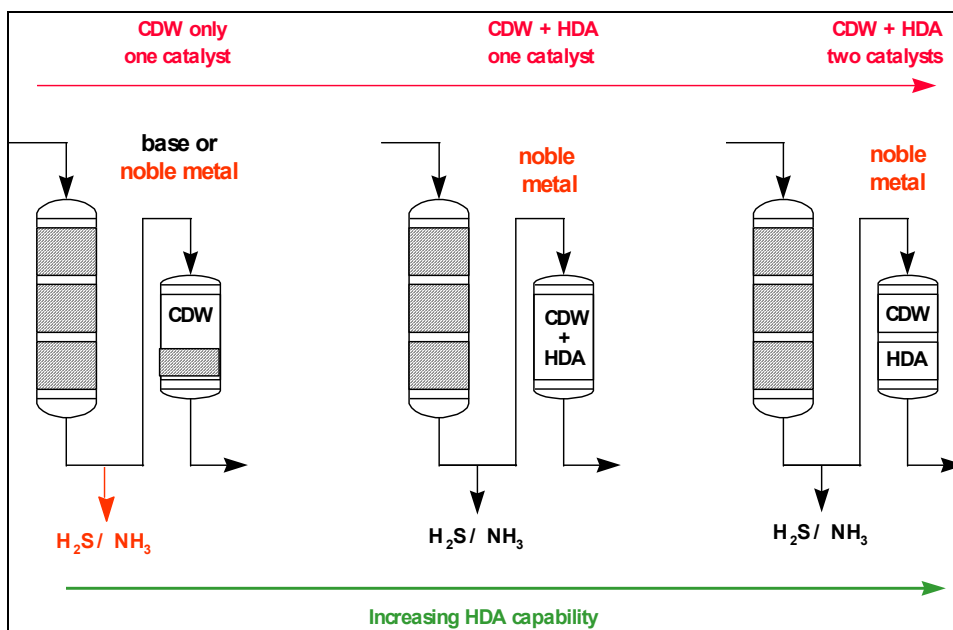 CDW only
one catalyst
CDW + HDA
one catalyst
CDW + HDA
two catalysts
base or
noble metal
noble
metal
noble
metal
CDW
CDW
+
HDA
CDW
HDA
H₂S/ NH₃
H₂S/ NH₃
H₂S/ NH₃
Increasing HDA capability